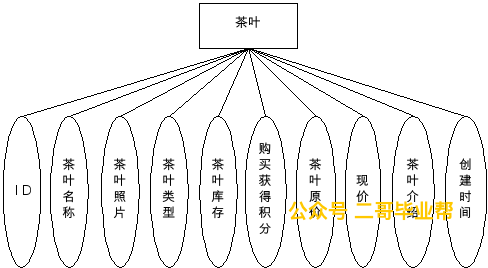 茶叶
ID
茶叶名称
茶叶照片
茶叶类型
茶叶库存
购买获得积分
茶叶原价
现价
茶叶介绍
创建时间
公众号 二哥毕业帮